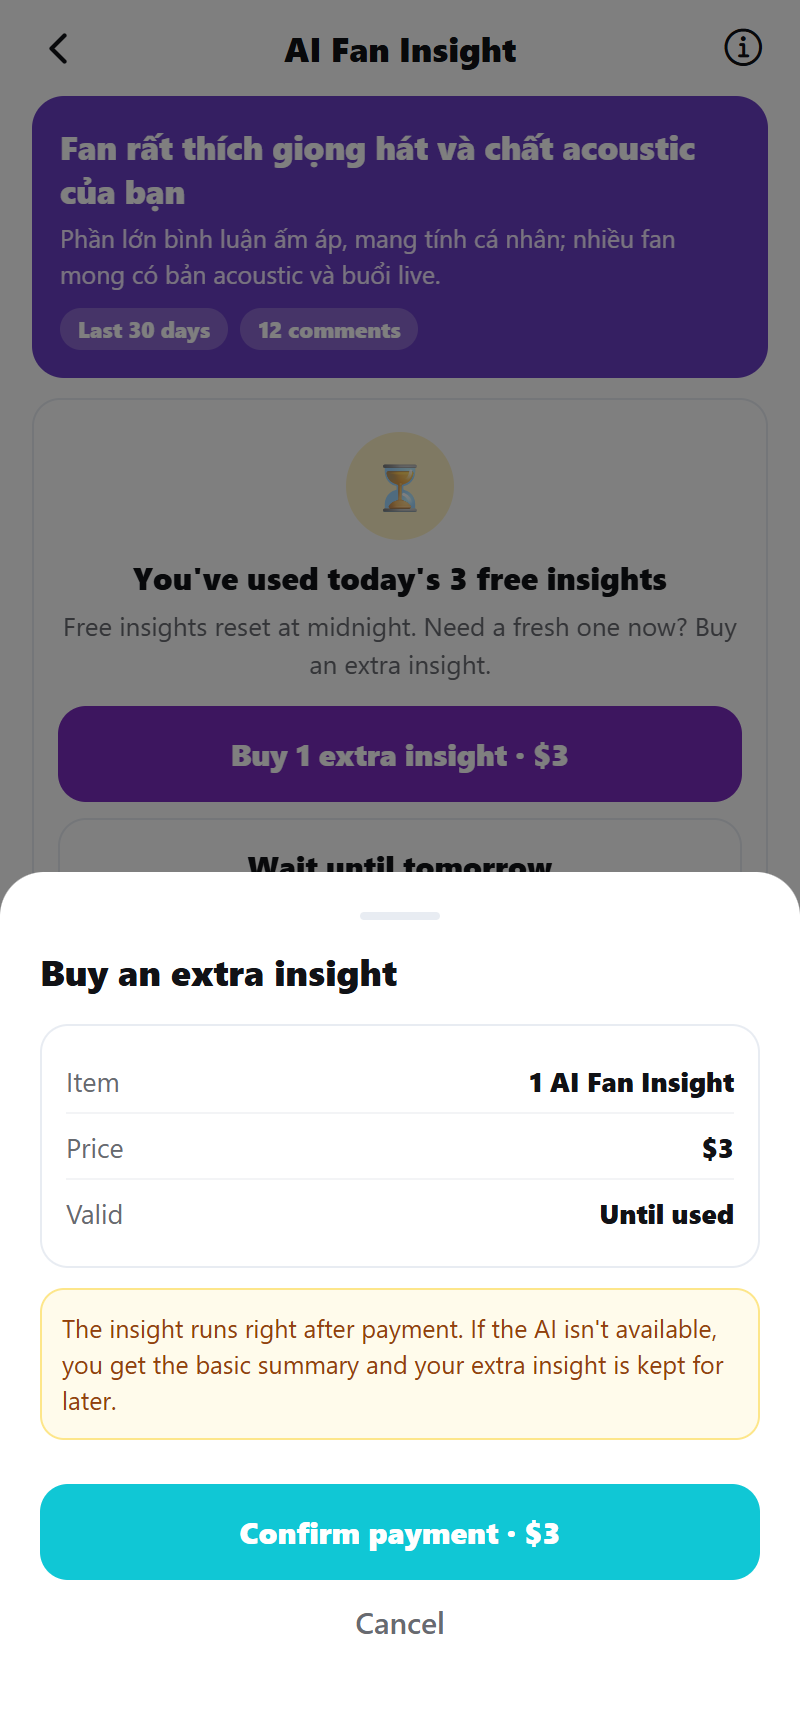 AI Fan Insight
Fan rất thích giọng hát và chất acoustic
của bạn
Phần lớn bình luận ấm áp, mang tính cá nhân; nhiều fan
mong có bản acoustic và buổi live.
Last 30 days
12 comments
You've used today's 3 free insights
Free insights reset at midnight. Need a fresh one now? Buy
an extra insight.
Buy 1 extra insight · $3
Wait until tomorrow
Buy an extra insight
Item 1 AI Fan Insight
Price $3
Valid Until used
The insight runs right after payment. If the AI isn't available,
you get the basic summary and your extra insight is kept for
later.
Confirm payment · $3
Cancel